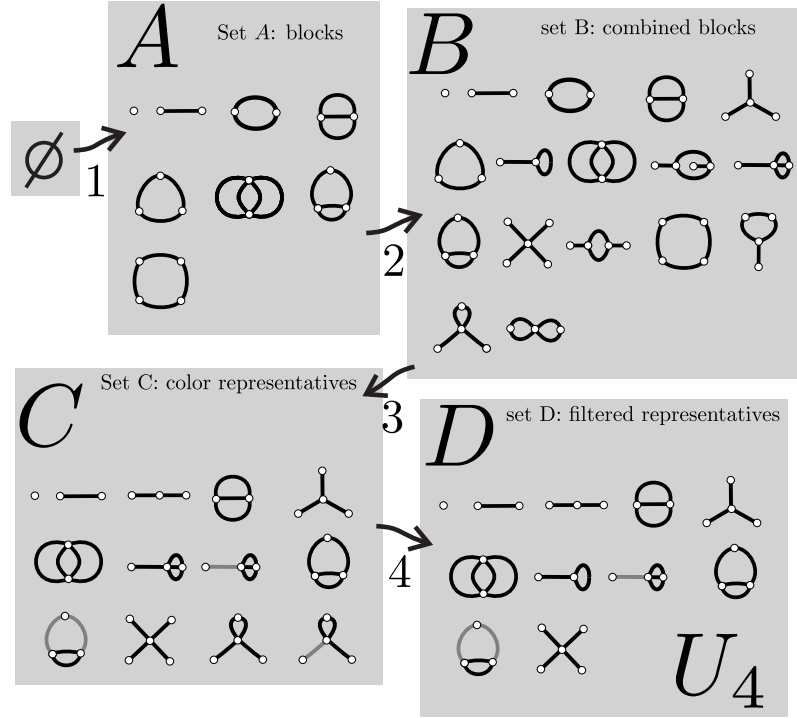 A
Set A: blocks
B
set B: combined blocks
∅
1
2
C
Set C: color representatives
3
D
set D: filtered representatives
4
U₄